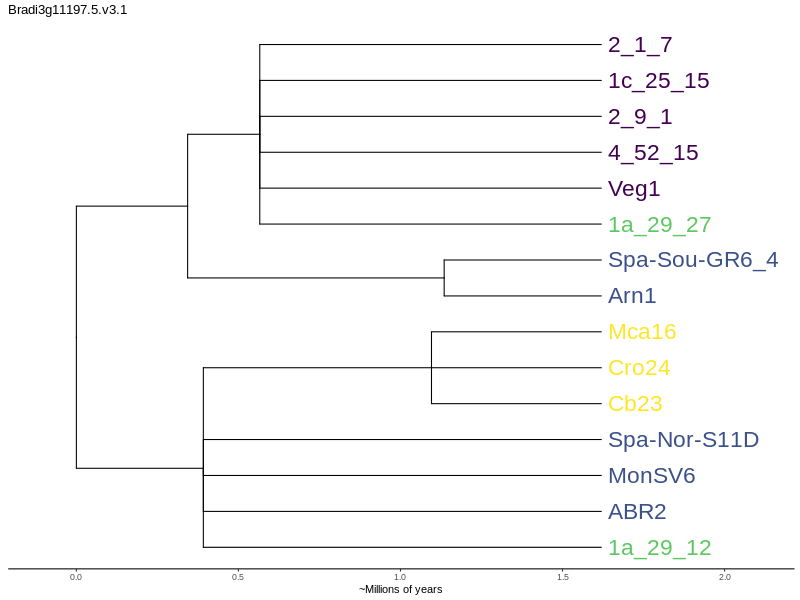 Bradi3g11197.5.v3.1
2_1_7
1c_25_15
2_9_1
4_52_15
Veg1
1a_29_27
Spa-Sou-GR6_4
Arn1
Mca16
Cro24
Cb23
Spa-Nor-S11D
MonSV6
ABR2
1a_29_12
0.0 0.5 1.0 1.5 2.0
~Millions of years